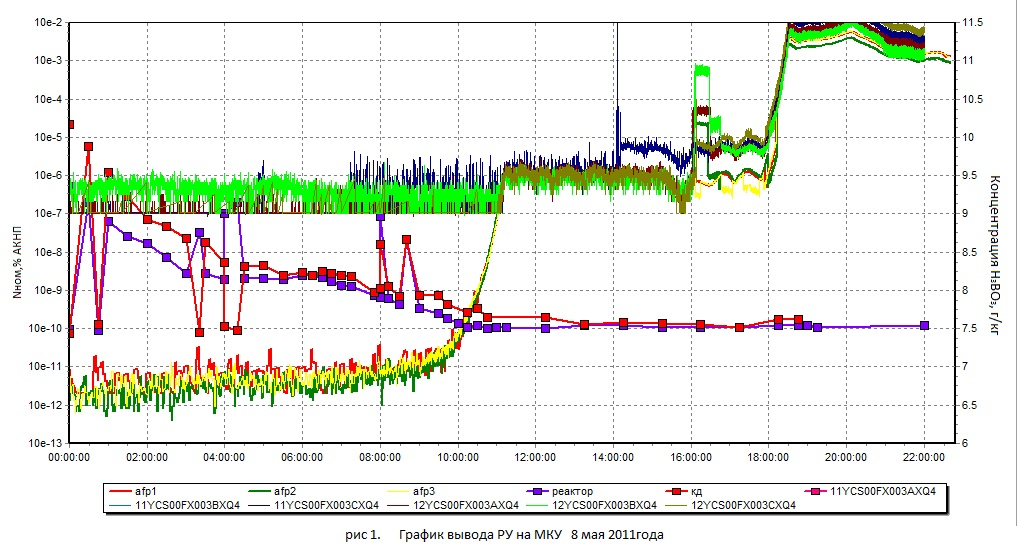 10e-2
10e-3
10e-4
10e-5
10e-6
10e-7
10e-8
10e-9
10e-10
10e-11
10e-12
10e-13
Nном,% АКНП
11.5
11
10.5
10
9.5
9
8.5
8
7.5
7
6.5
6
Концентрация H₃BO₃, г/кг
00:00:00 02:00:00 04:00:00 06:00:00 08:00:00 10:00:00 12:00:00 14:00:00 16:00:00 18:00:00 20:00:00 22:00:00
afp1 afp2 afp3 реактор кд 11YCS00FX003AXQ4
11YCS00FX003BXQ4 11YCS00FX003CXQ4 12YCS00FX003AXQ4 12YCS00FX003BXQ4 12YCS00FX003CXQ4
рис 1. График вывода РУ на МКУ 8 мая 2011года